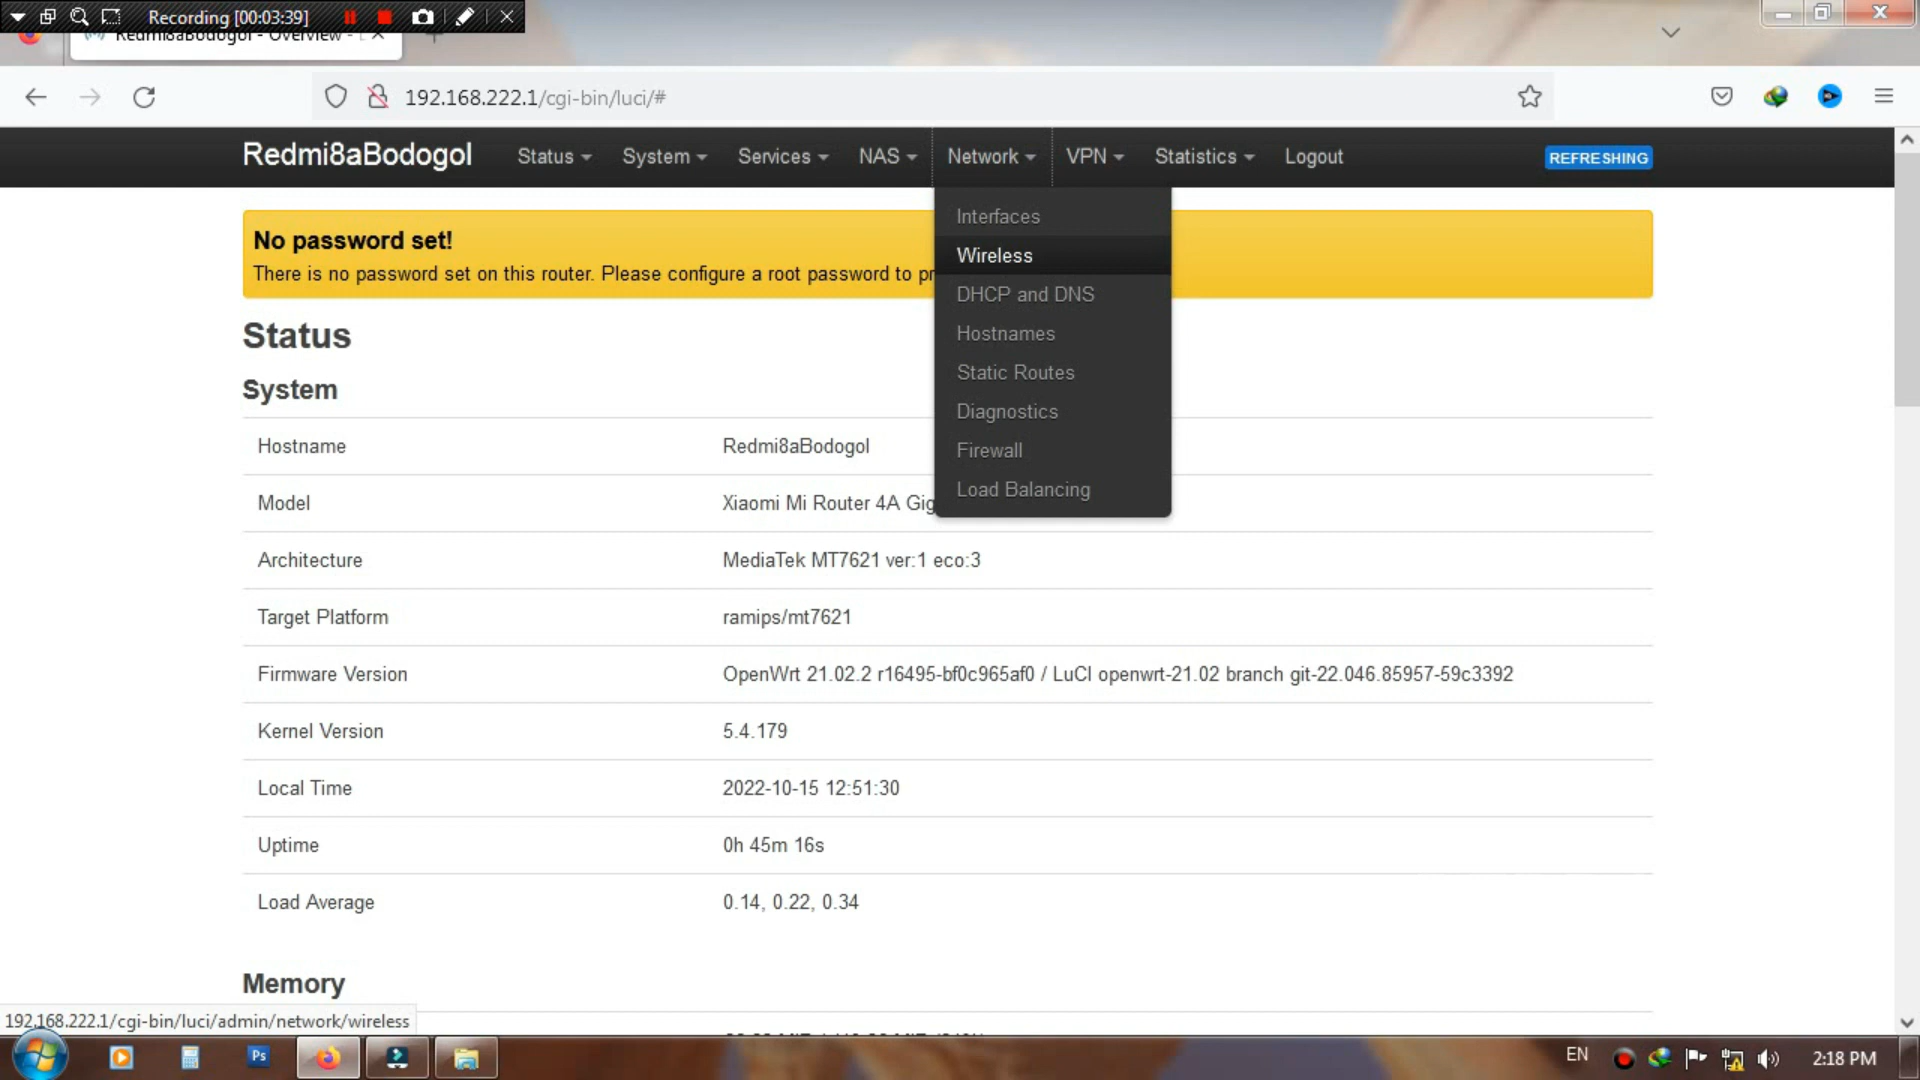 Recording [00:03:39]
Redmi8aBodogol - Overview -
192.168.222.1/cgi-bin/luci/#
Redmi8aBodogol Status System Services NAS Network VPN Statistics Logout REFRESHING
Interfaces
Wireless
DHCP and DNS
Hostnames
Static Routes
Diagnostics
Firewall
Load Balancing
No password set!
There is no password set on this router. Please configure a root password to
Status
System
Hostname Redmi8aBodogol
Model Xiaomi Mi Router 4A
Architecture MediaTek MT7621 ver:1 eco:3
Target Platform ramips/mt7621
Firmware Version OpenWrt 21.02.2 r16495-bf0c965af0 / LuCI openwrt-21.02 branch git-22.046.85957-59c3392
Kernel Version 5.4.179
Local Time 2022-10-15 12:51:30
Uptime 0h 45m 16s
Load Average 0.14, 0.22, 0.34
Memory
192.168.222.1/cgi-bin/luci/admin/network/wireless
Ps
EN
2:18 PM